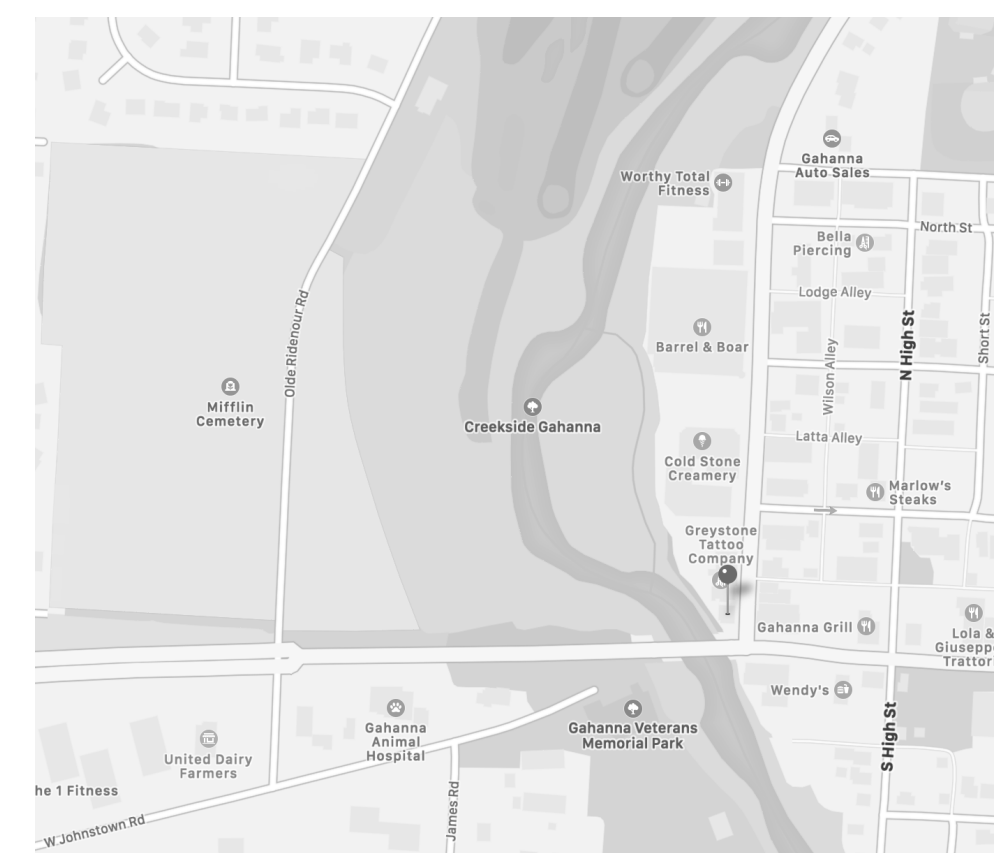 Gahanna
Auto Sales
Worthy Total
Fitness
North St
Bella
Piercing
Lodge Alley
Olde Ridenour Rd
N High St
Short St
Barrel & Boar
Wilson Alley
Mifflin
Cemetery
Creekside Gahanna
Latta Alley
Cold Stone
Creamery
Marlow's
Steaks
Greystone
Tattoo
Company
Gahanna Grill
Lola &
Giusepp
Trattor
Wendy's
Gahanna
Animal
Hospital
Gahanna Veterans
Memorial Park
S High St
United Dairy
Farmers
he 1 Fitness
James Rd
W Johnstown Rd